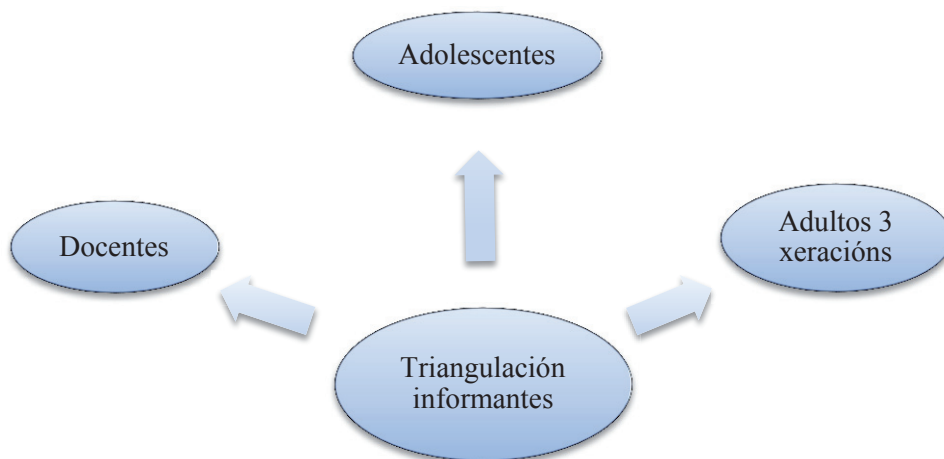 Adolescentes
Docentes
Adultos 3
xeracións
Triangulación
informantes